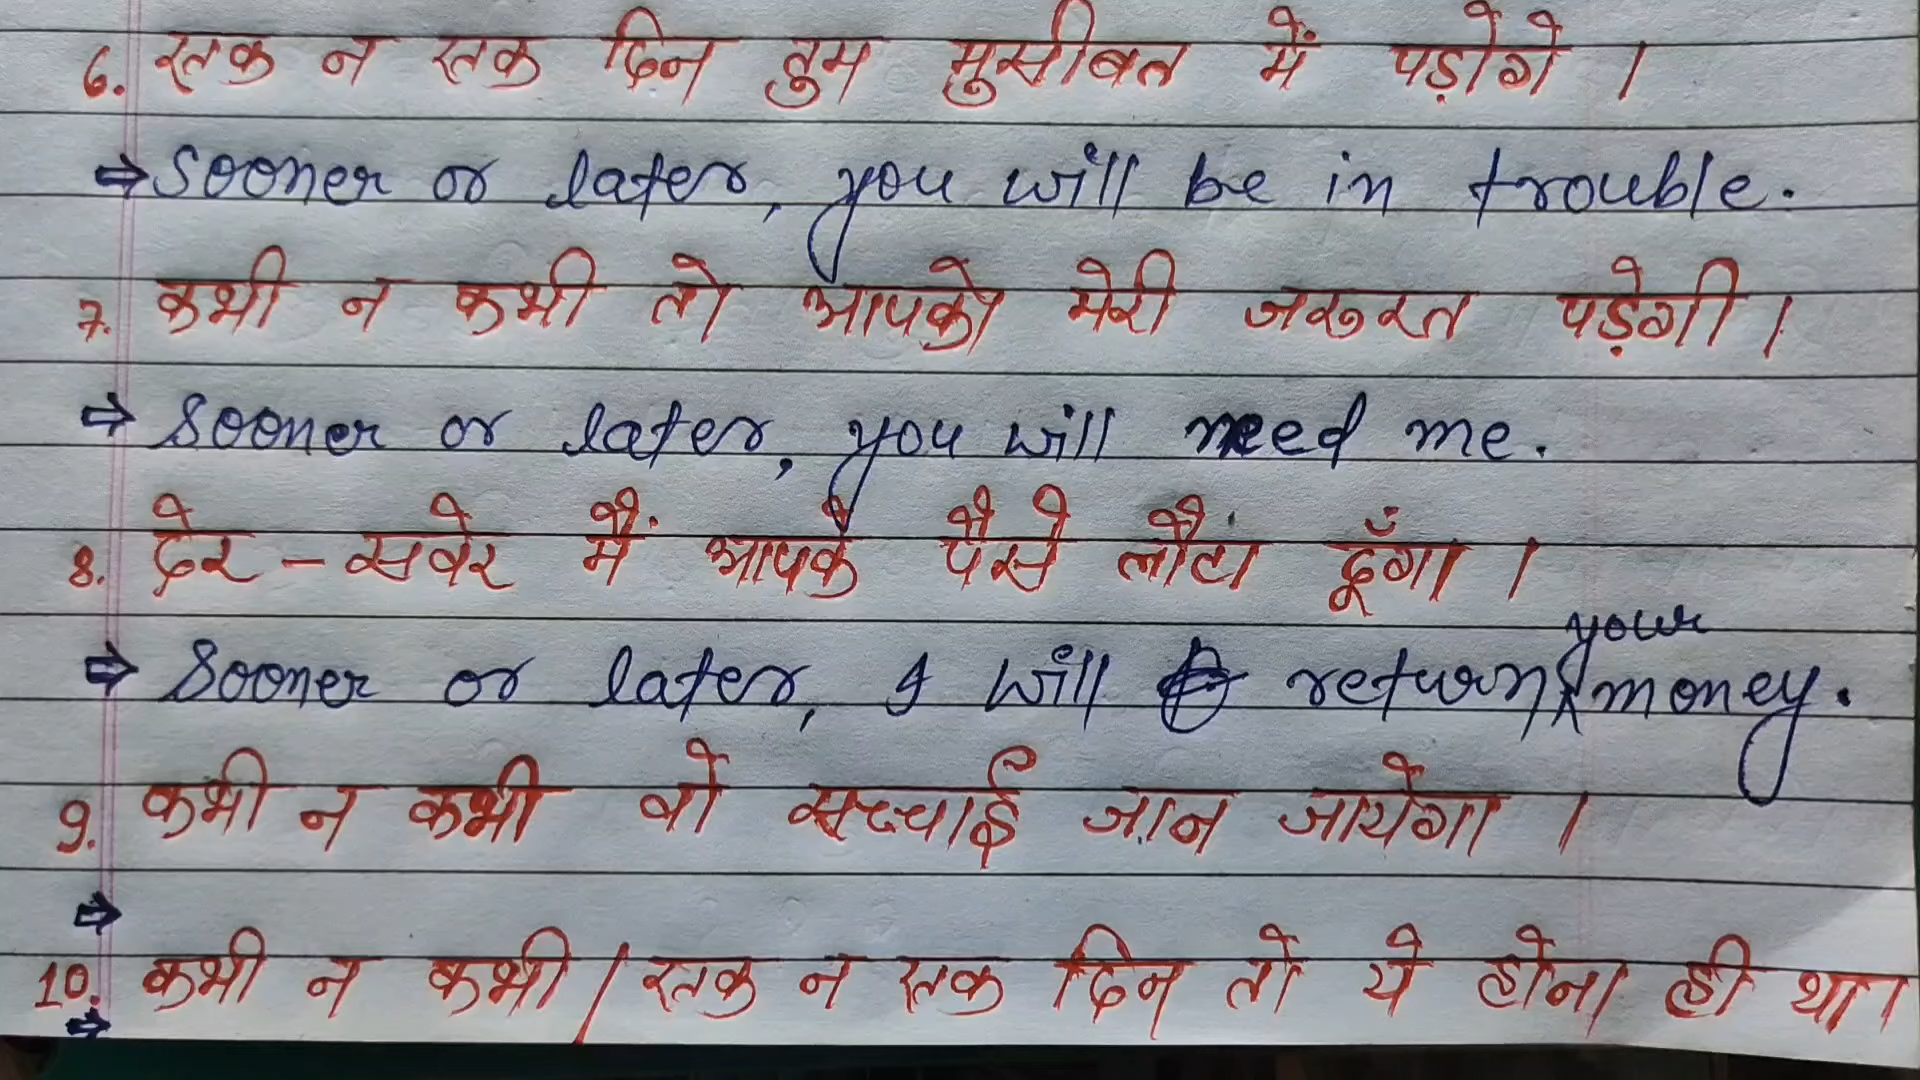 6. एक न एक दिन तुम मुसीबत में पड़ोगे ।
⇒ Sooner or later, you will be in trouble.
7. कभी न कभी तो आपको मेरी जरूरत पड़ेगी ।
⇒ Sooner or later, you will need me.
8. देर - सवेर मैं आपके पैसे लौटा दूँगा ।
⇒ Sooner or later, I will return your money.
9. कभी न कभी वो सच्चाई जान जायेगा ।
⇒
10. कभी न कभी / एक न एक दिन तो ये होना ही था ।
⇒